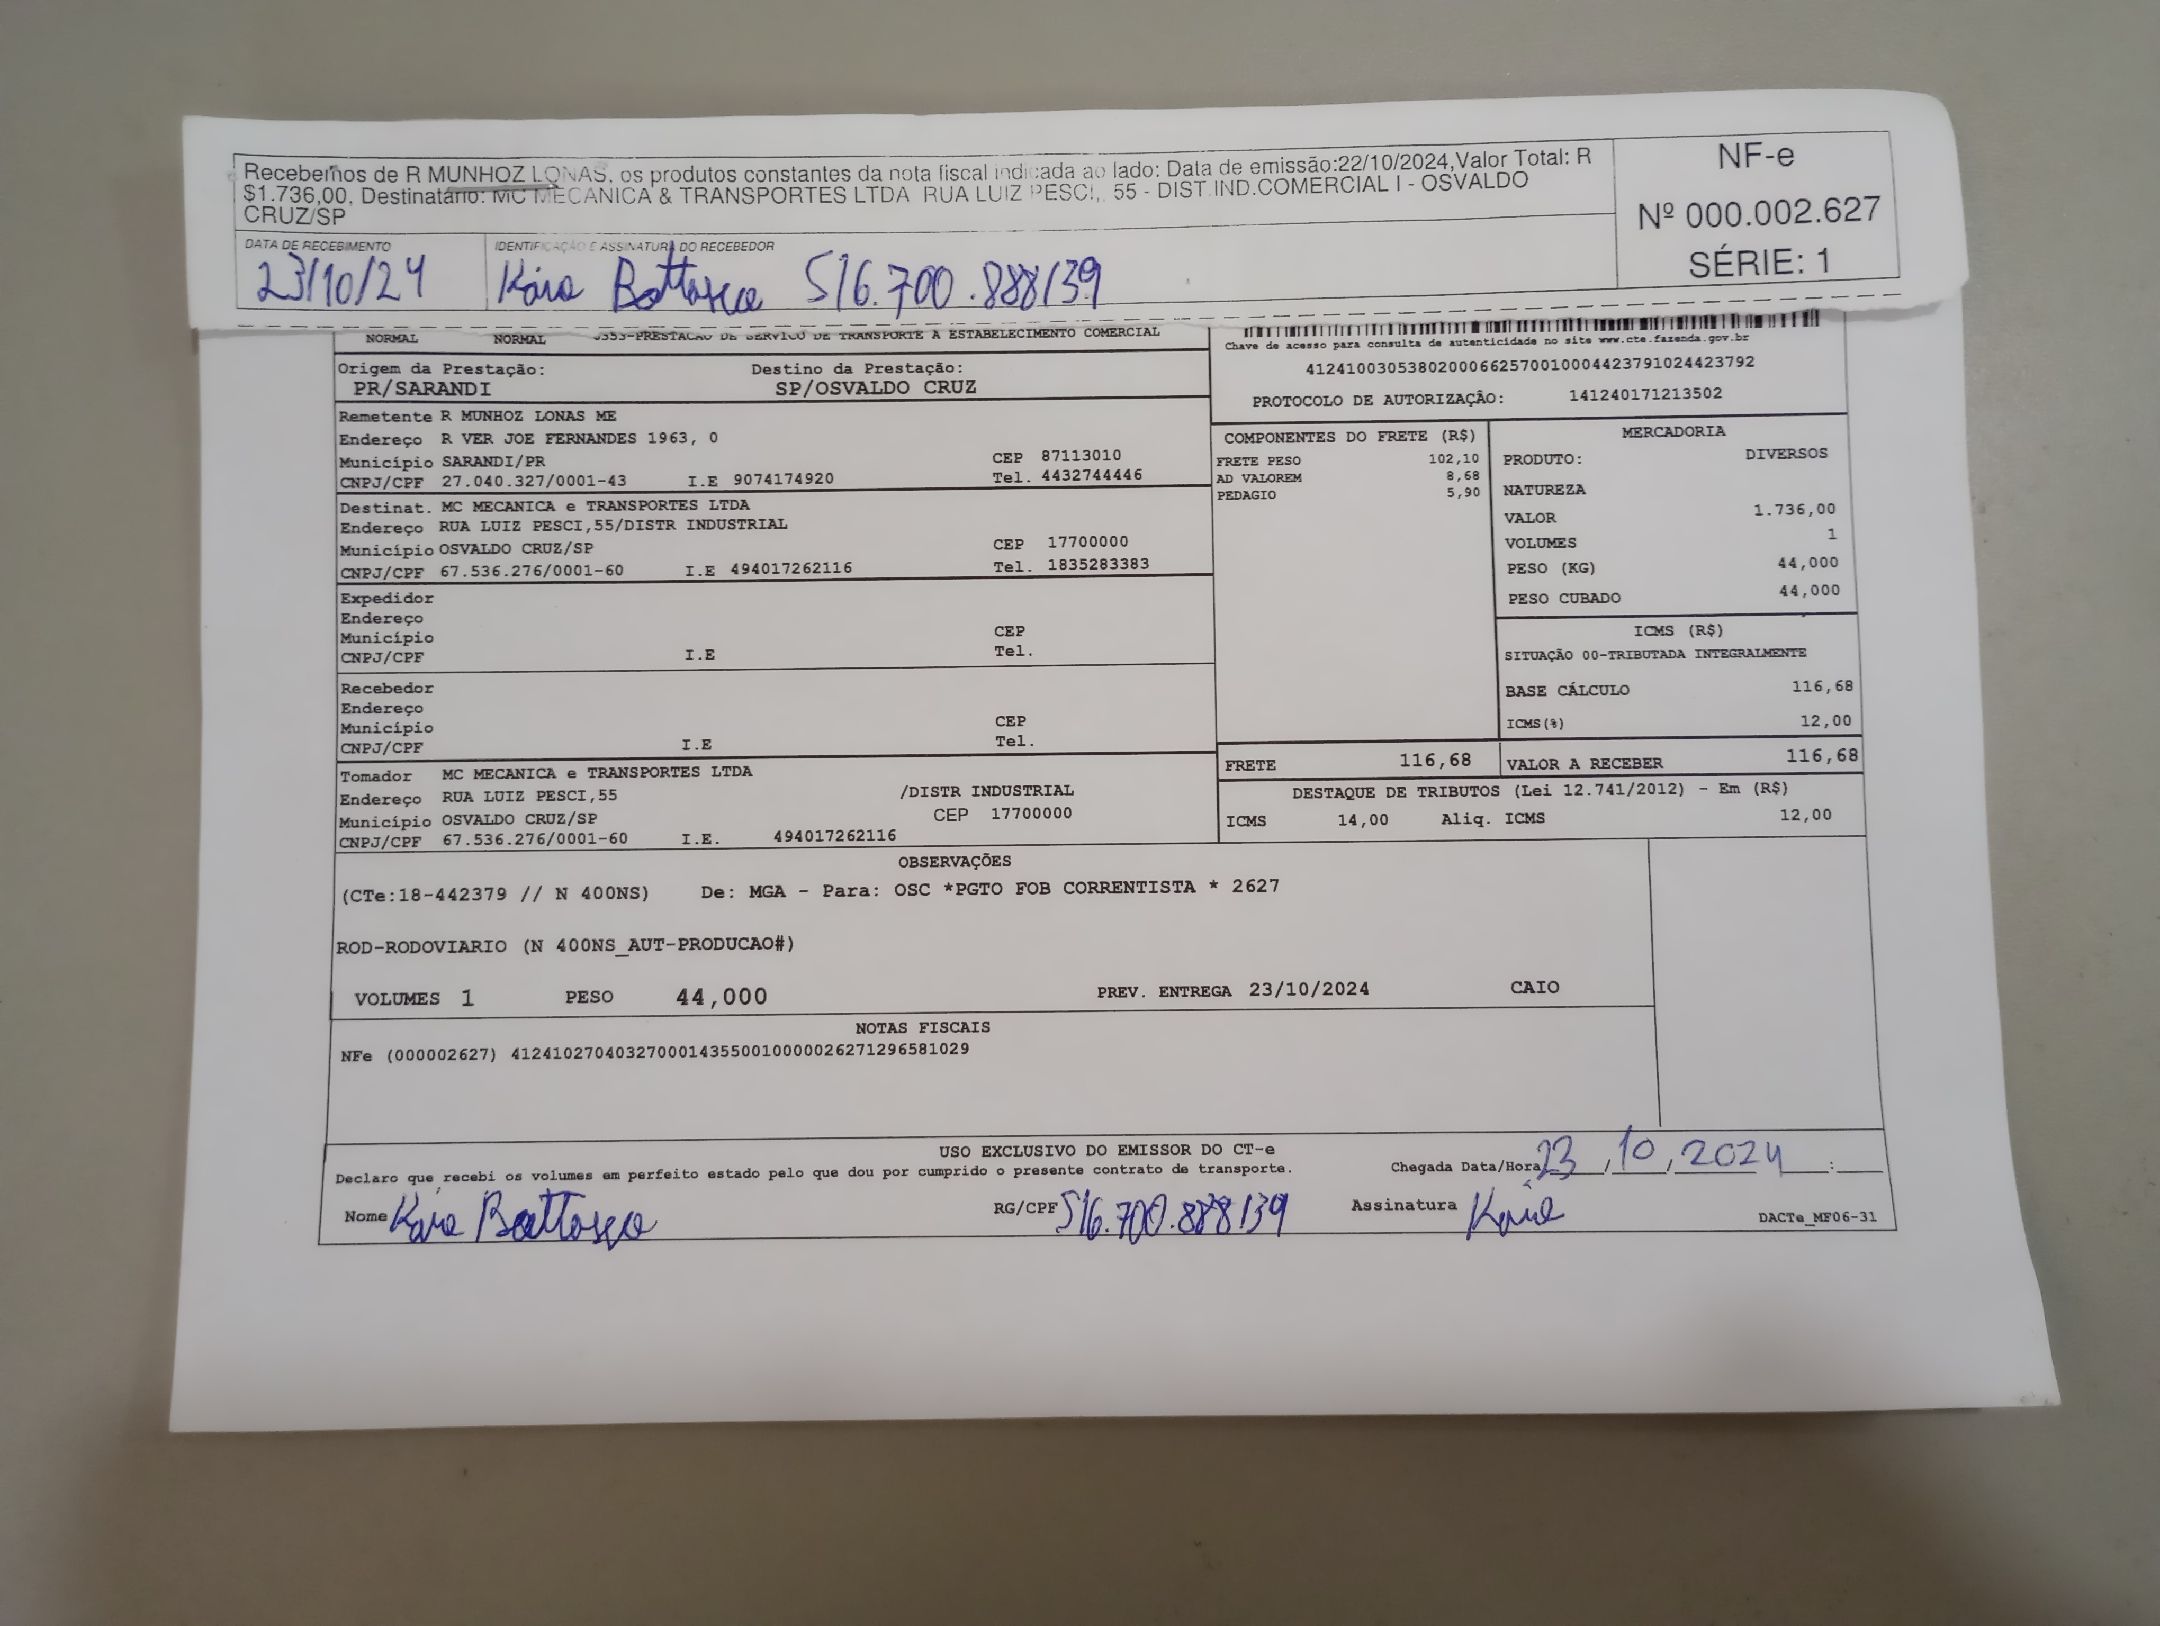 Recebemos de R MUNHOZ LONAS, os produtos constantes da nota fiscal indicada ao lado: Data de emissão:22/10/2024,Valor Total: R
$1.736,00, Destinatário: MC MECANICA & TRANSPORTES LTDA RUA LUIZ PESCI,, 55 - DIST.IND.COMERCIAL I - OSVALDO
CRUZ/SP
NF-e
Nº 000.002.627
SÉRIE: 1
DATA DE RECEBIMENTO
23/10/24
IDENTIFICAÇÃO E ASSINATURA DO RECEBEDOR
516.700.888/39
NORMAL NORMAL 5353-PRESTACAO DE SERVICO DE TRANSPORTE A ESTABELECIMENTO COMERCIAL
Chave de acesso para consulta de autenticidade no site www.cte.fazenda.gov.br
41241003053802000662570010004423791024423792
PROTOCOLO DE AUTORIZAÇÃO: 141240171213502
Origem da Prestação: Destino da Prestação:
PR/SARANDI SP/OSVALDO CRUZ
Remetente R MUNHOZ LONAS ME
Endereço R VER JOE FERNANDES 1963, 0
Município SARANDI/PR CEP 87113010
CNPJ/CPF 27.040.327/0001-43 I.E 9074174920 Tel. 4432744446
Destinat. MC MECANICA e TRANSPORTES LTDA
Endereço RUA LUIZ PESCI,55/DISTR INDUSTRIAL
Município OSVALDO CRUZ/SP CEP 17700000
CNPJ/CPF 67.536.276/0001-60 I.E 494017262116 Tel. 1835283383
Expedidor
Endereço
Município CEP
CNPJ/CPF I.E Tel.
Recebedor
Endereço
Município CEP
CNPJ/CPF I.E Tel.
Tomador MC MECANICA e TRANSPORTES LTDA
Endereço RUA LUIZ PESCI,55 /DISTR INDUSTRIAL
Município OSVALDO CRUZ/SP CEP 17700000
CNPJ/CPF 67.536.276/0001-60 I.E. 494017262116
COMPONENTES DO FRETE (R$)
FRETE PESO 102,10
AD VALOREM 8,68
PEDAGIO 5,90
MERCADORIA
PRODUTO: DIVERSOS
NATUREZA
VALOR 1.736,00
VOLUMES 1
PESO (KG) 44,000
PESO CUBADO 44,000
ICMS (R$)
SITUAÇÃO 00-TRIBUTADA INTEGRALMENTE
BASE CÁLCULO 116,68
ICMS(%) 12,00
FRETE 116,68 VALOR A RECEBER 116,68
DESTAQUE DE TRIBUTOS (Lei 12.741/2012) - Em (R$)
ICMS 14,00 Aliq. ICMS 12,00
OBSERVAÇÕES
(CTe:18-442379 // N 400NS) De: MGA - Para: OSC *PGTO FOB CORRENTISTA * 2627
ROD-RODOVIARIO (N 400NS_AUT-PRODUCAO#)
VOLUMES 1 PESO 44,000 PREV. ENTREGA 23/10/2024 CAIO
NOTAS FISCAIS
NFe (000002627) 41241027040327000143550010000026271296581029
USO EXCLUSIVO DO EMISSOR DO CT-e
Declaro que recebi os volumes em perfeito estado pelo que dou por cumprido o presente contrato de transporte. Chegada Data/Hora 23 / 10 / 2024 :
Nome RG/CPF 516.700.888/39 Assinatura
DACTe_MF06-31